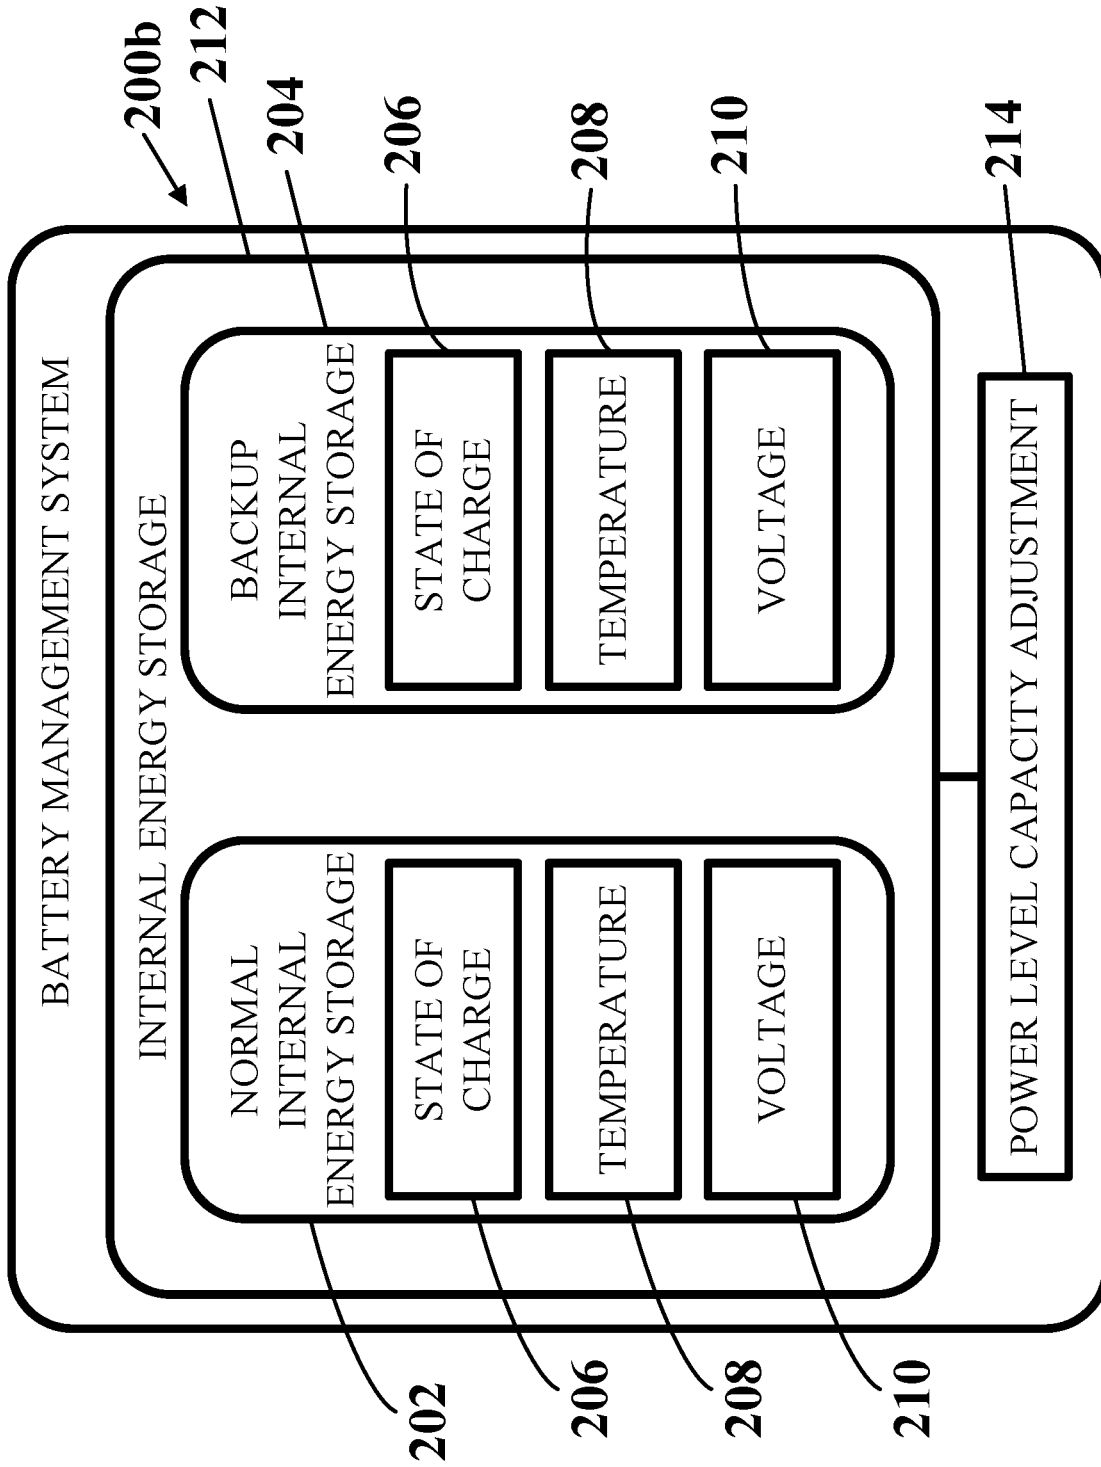 200b
BATTERY MANAGEMENT SYSTEM
212
INTERNAL ENERGY STORAGE
204
NORMAL
INTERNAL
ENERGY STORAGE
BACKUP
INTERNAL
ENERGY STORAGE
202
STATE OF
CHARGE
STATE OF
CHARGE
206
206
TEMPERATURE
TEMPERATURE
208
208
VOLTAGE
VOLTAGE
210
210
POWER LEVEL CAPACITY ADJUSTMENT
214